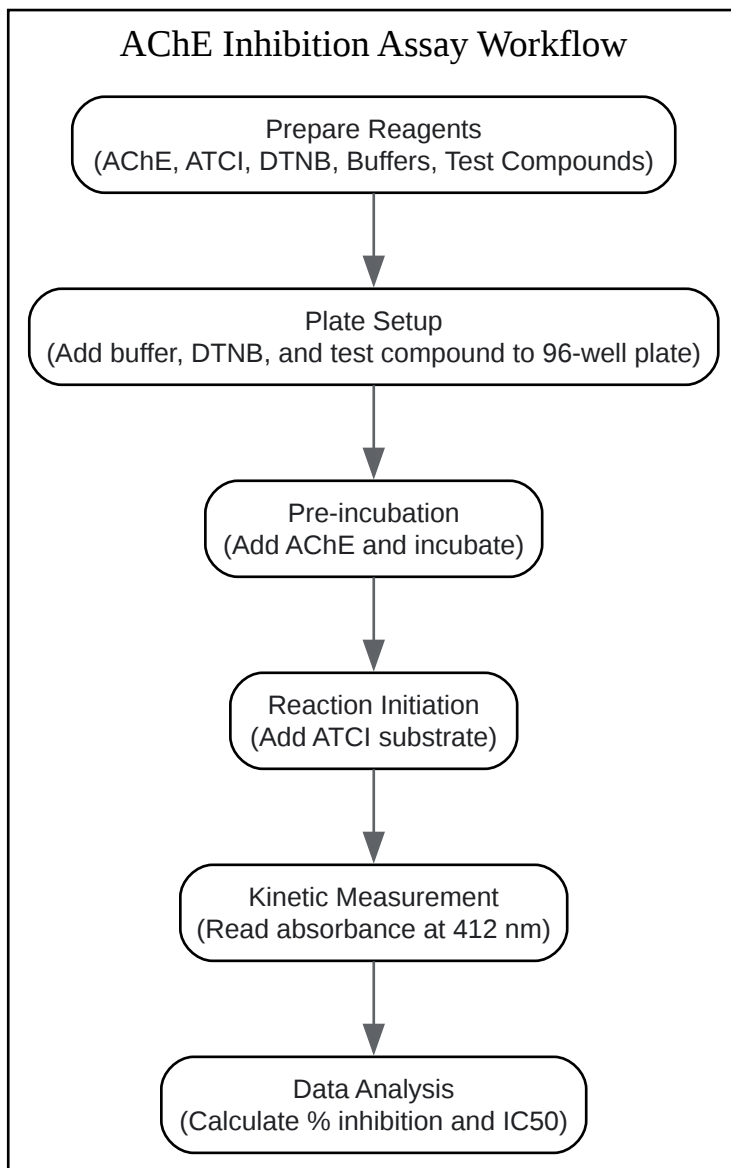 AChE Inhibition Assay Workflow
Prepare Reagents
(AChE, ATCI, DTNB, Buffers, Test Compounds)
Plate Setup
(Add buffer, DTNB, and test compound to 96-well plate)
Pre-incubation
(Add AChE and incubate)
Reaction Initiation
(Add ATCI substrate)
Kinetic Measurement
(Read absorbance at 412 nm)
Data Analysis
(Calculate % inhibition and IC50)